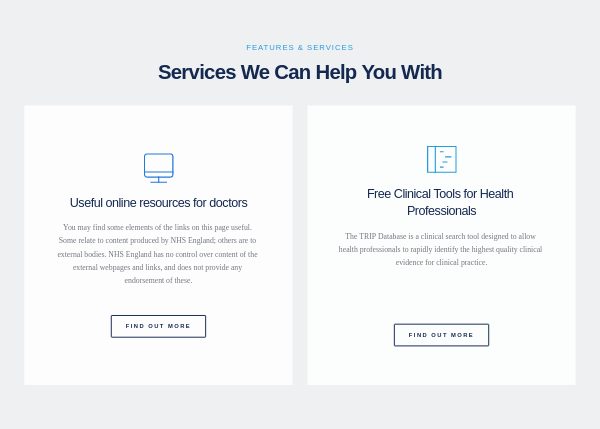 FEATURES & SERVICES
Services We Can Help You With
Useful online resources for doctors
You may find some elements of the links on this page useful.
Some relate to content produced by NHS England; others are to
external bodies. NHS England has no control over content of the
external webpages and links, and does not provide any
endorsement of these.
FIND OUT MORE
Free Clinical Tools for Health
Professionals
The TRIP Database is a clinical search tool designed to allow
health professionals to rapidly identify the highest quality clinical
evidence for clinical practice.
FIND OUT MORE